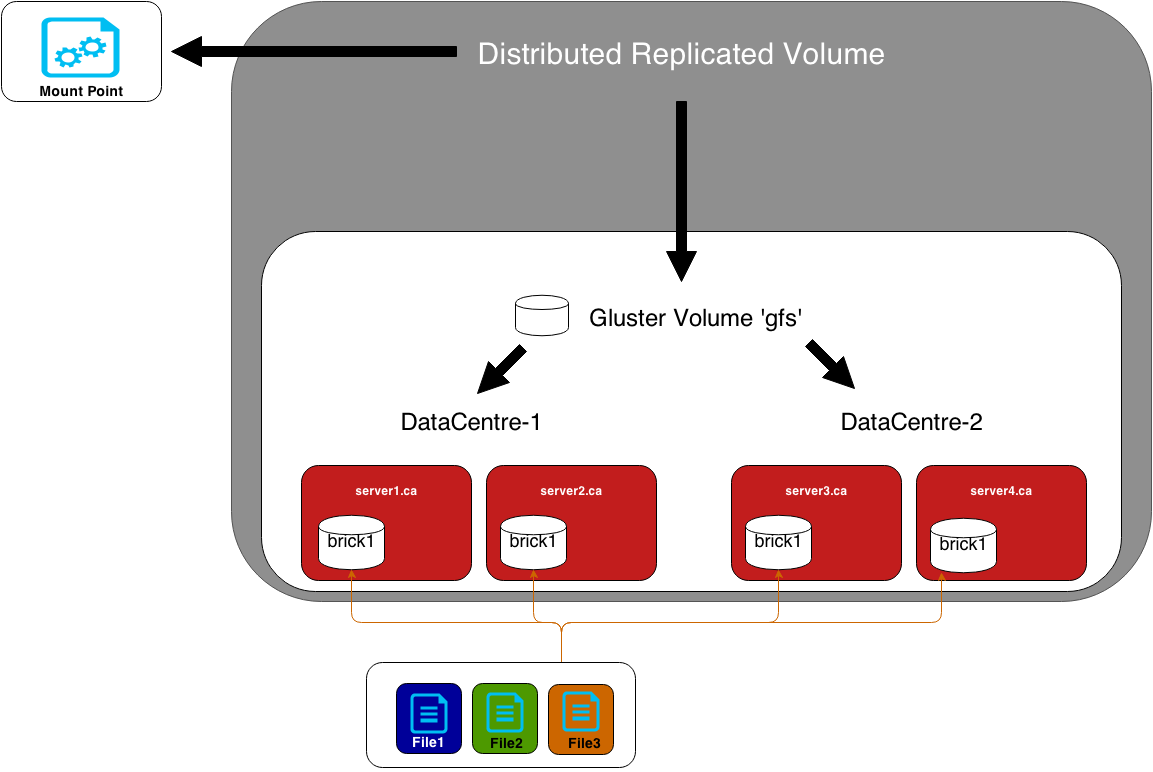 Mount Point
Distributed Replicated Volume
Gluster Volume 'gfs'
DataCentre-1
DataCentre-2
server1.ca
server2.ca
server3.ca
server4.ca
brick1
brick1
brick1
brick1
File1
File2
File3